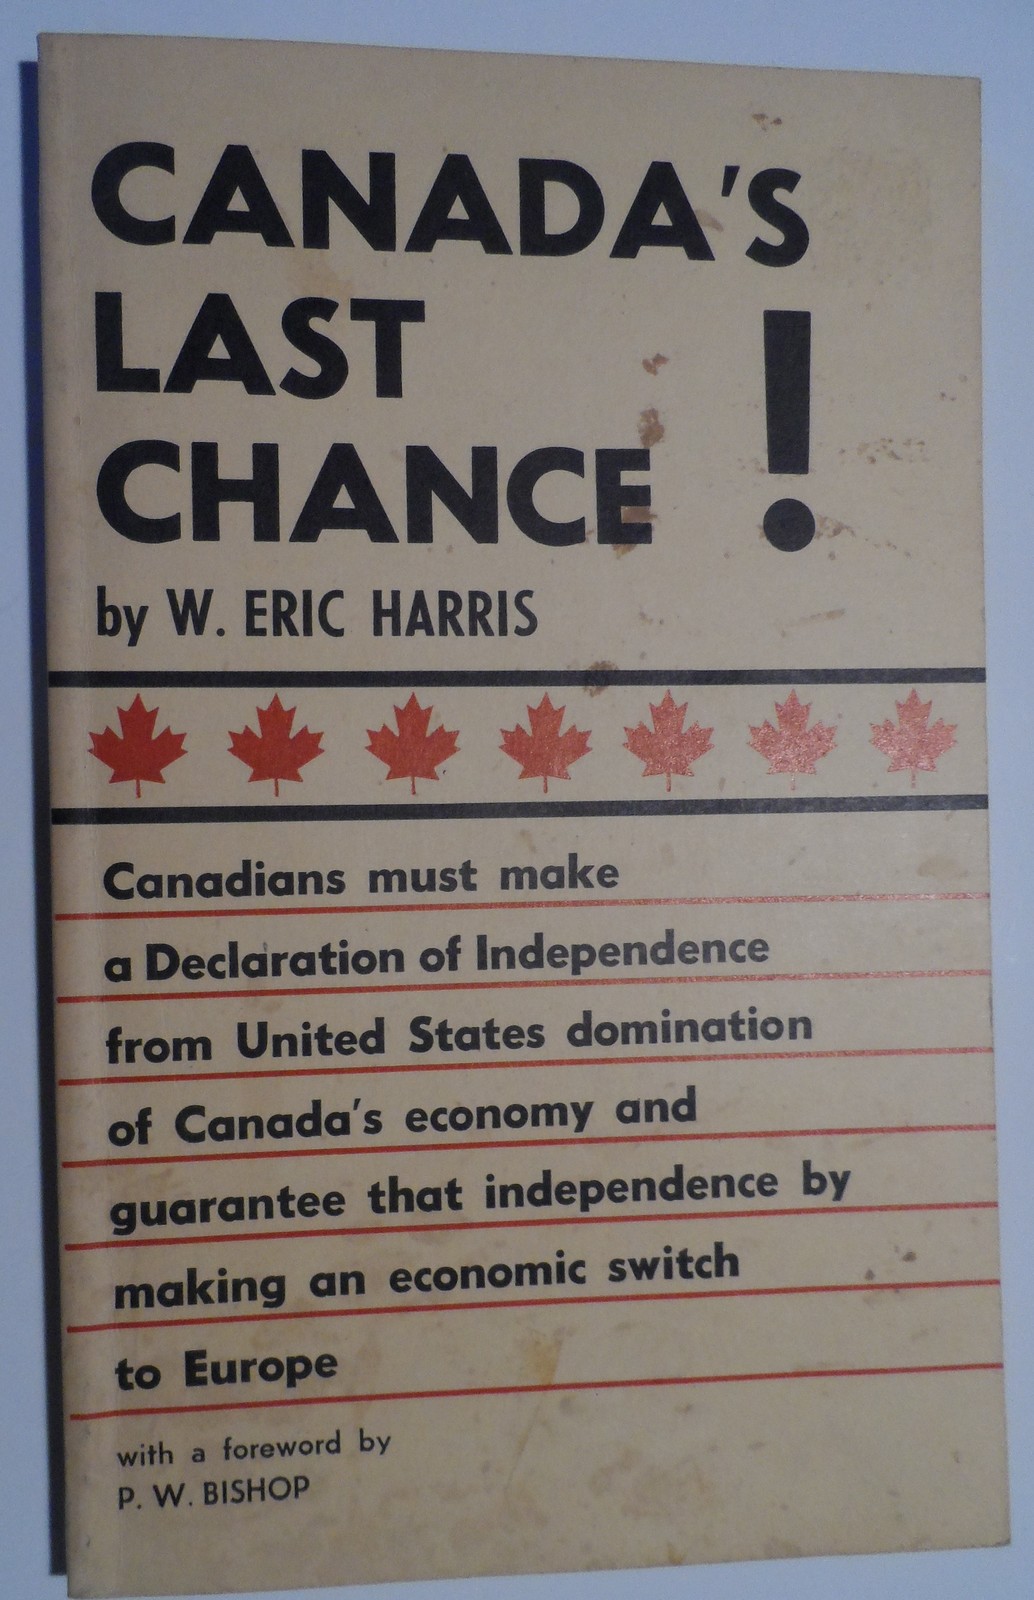 CANADA'S
LAST
CHANCE !
by W. ERIC HARRIS
Canadians must make
a Declaration of Independence
from United States domination
of Canada's economy and
guarantee that independence by
making an economic switch
to Europe
with a foreword by
P. W. BISHOP